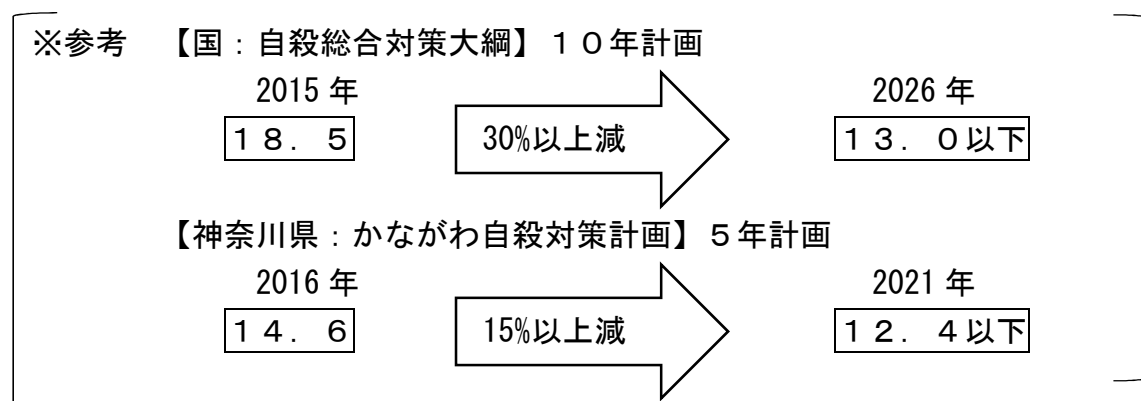 ※参考　【国：自殺総合対策大綱】１０年計画
2015 年　2026 年
１８．５　30%以上減　１３．０以下
【神奈川県：かながわ自殺対策計画】５年計画
2016 年　2021 年
１４．６　15%以上減　１２．４以下